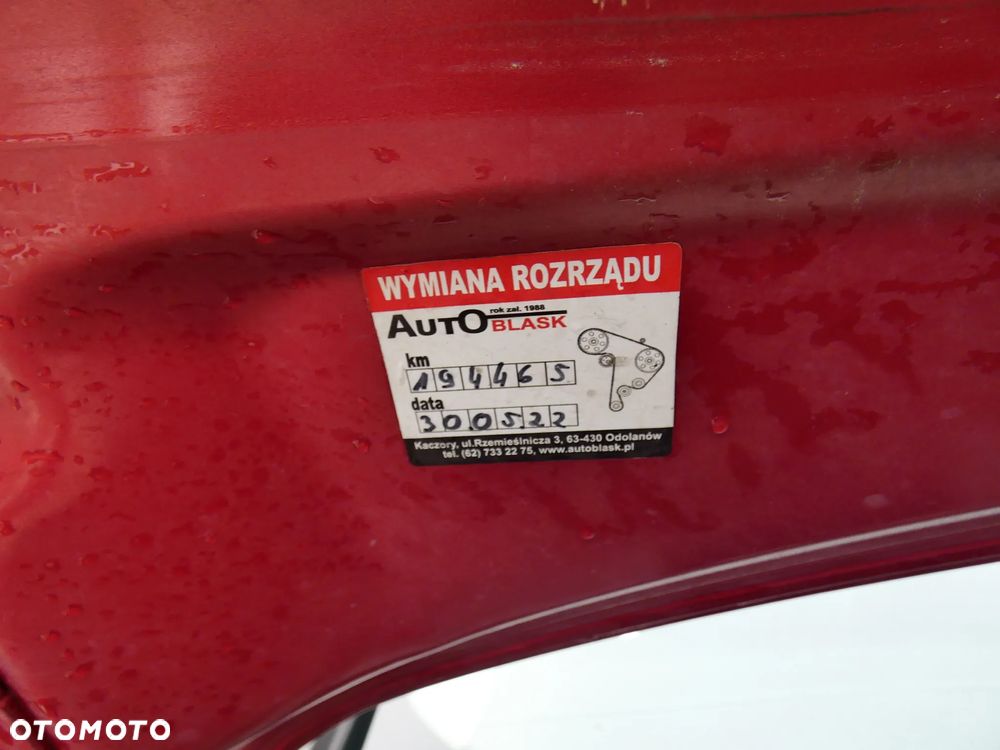 WYMIANA ROZRZĄDU
rok zał. 1988
AUTO BLASK
km
194465
data
300522
Kaczory, ul.Rzemieślnicza 3, 63-430 Odolanów
tel. (62) 733 22 75, www.autoblask.pl
OTOMOTO